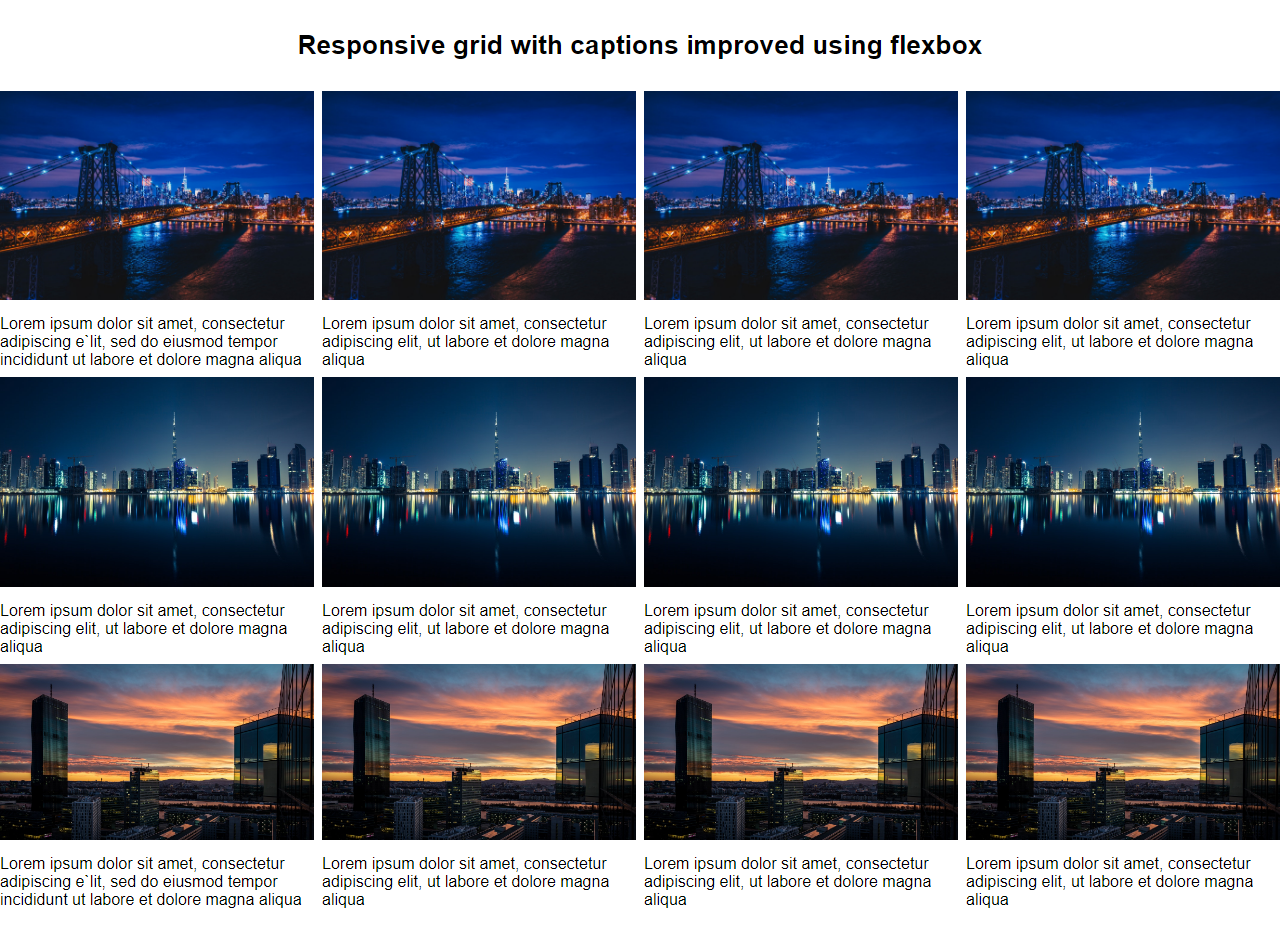 Responsive grid with captions improved using flexbox
Lorem ipsum dolor sit amet, consectetur
adipiscing e`lit, sed do eiusmod tempor
incididunt ut labore et dolore magna aliqua
Lorem ipsum dolor sit amet, consectetur
adipiscing elit, ut labore et dolore magna
aliqua
Lorem ipsum dolor sit amet, consectetur
adipiscing elit, ut labore et dolore magna
aliqua
Lorem ipsum dolor sit amet, consectetur
adipiscing elit, ut labore et dolore magna
aliqua
Lorem ipsum dolor sit amet, consectetur
adipiscing elit, ut labore et dolore magna
aliqua
Lorem ipsum dolor sit amet, consectetur
adipiscing elit, ut labore et dolore magna
aliqua
Lorem ipsum dolor sit amet, consectetur
adipiscing elit, ut labore et dolore magna
aliqua
Lorem ipsum dolor sit amet, consectetur
adipiscing elit, ut labore et dolore magna
aliqua
Lorem ipsum dolor sit amet, consectetur
adipiscing e`lit, sed do eiusmod tempor
incididunt ut labore et dolore magna aliqua
Lorem ipsum dolor sit amet, consectetur
adipiscing elit, ut labore et dolore magna
aliqua
Lorem ipsum dolor sit amet, consectetur
adipiscing elit, ut labore et dolore magna
aliqua
Lorem ipsum dolor sit amet, consectetur
adipiscing elit, ut labore et dolore magna
aliqua